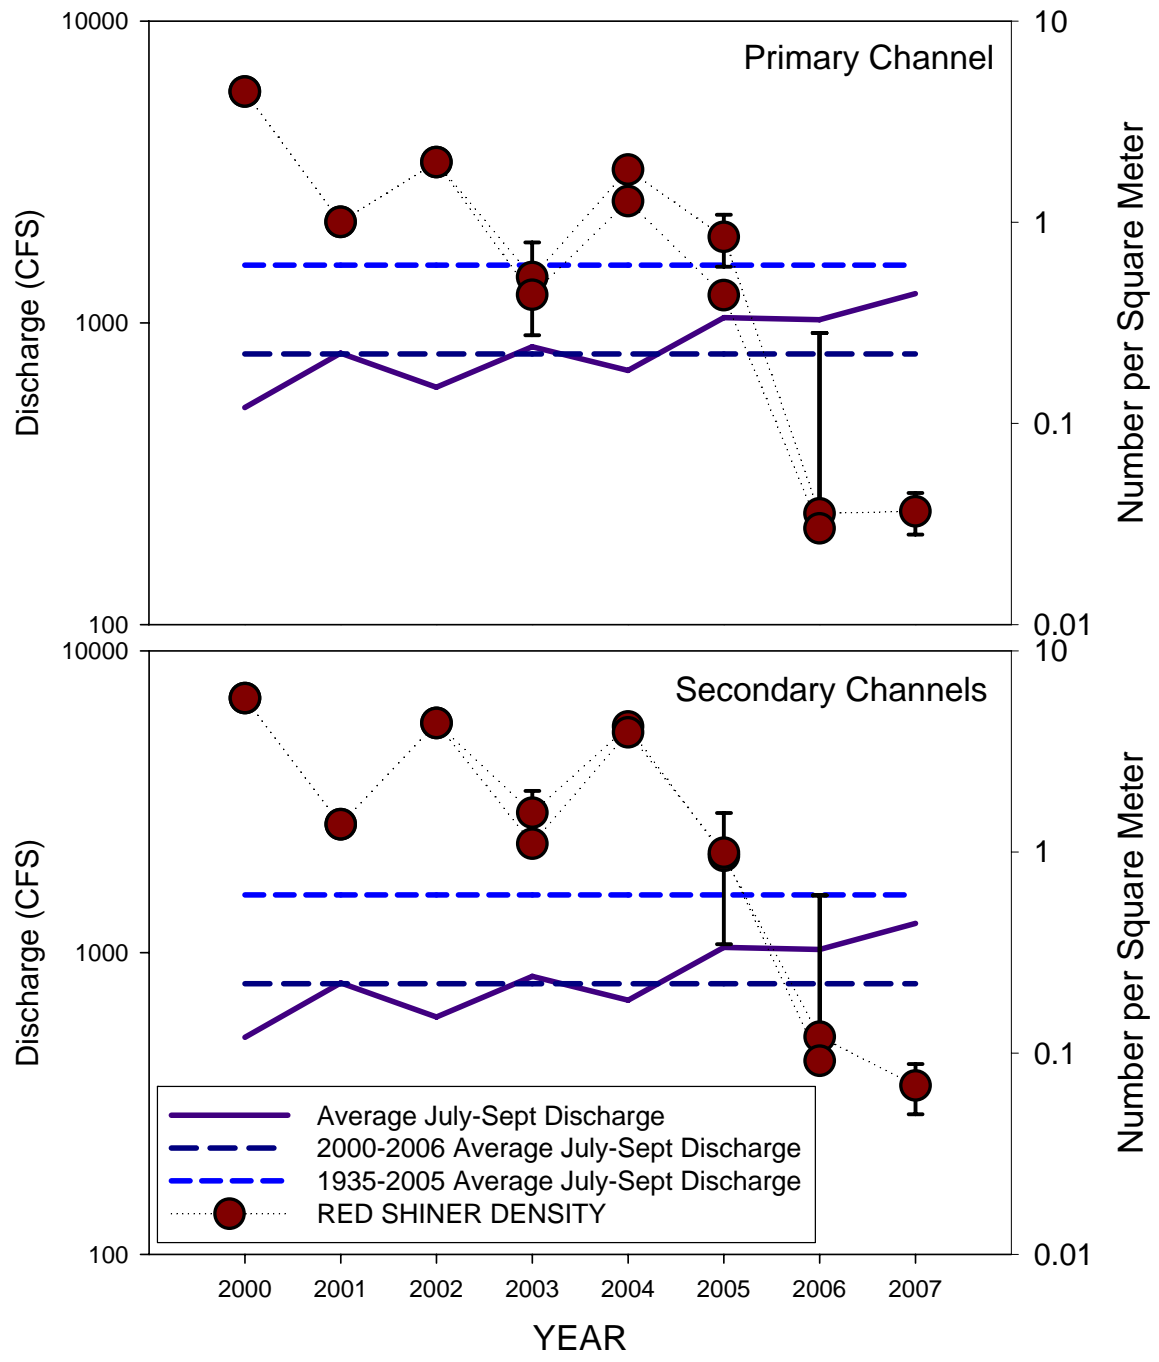 10000
10
Primary Channel
Discharge (CFS)
Number per Square Meter
1
1000
0.1
100
0.01
10000
10
Secondary Channels
Discharge (CFS)
Number per Square Meter
1
1000
0.1
Average July-Sept Discharge
2000-2006 Average July-Sept Discharge
1935-2005 Average July-Sept Discharge
RED SHINER DENSITY
100
0.01
2000 2001 2002 2003 2004 2005 2006 2007
YEAR